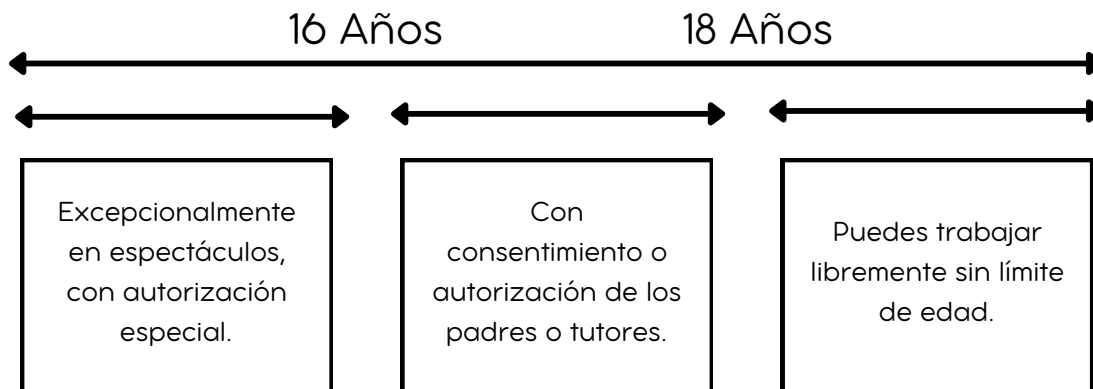 16 Años
18 Años
Excepcionalmente
en espectáculos,
con autorización
especial.
Con
consentimiento o
autorización de los
padres o tutores.
Puedes trabajar
libremente sin límite
de edad.